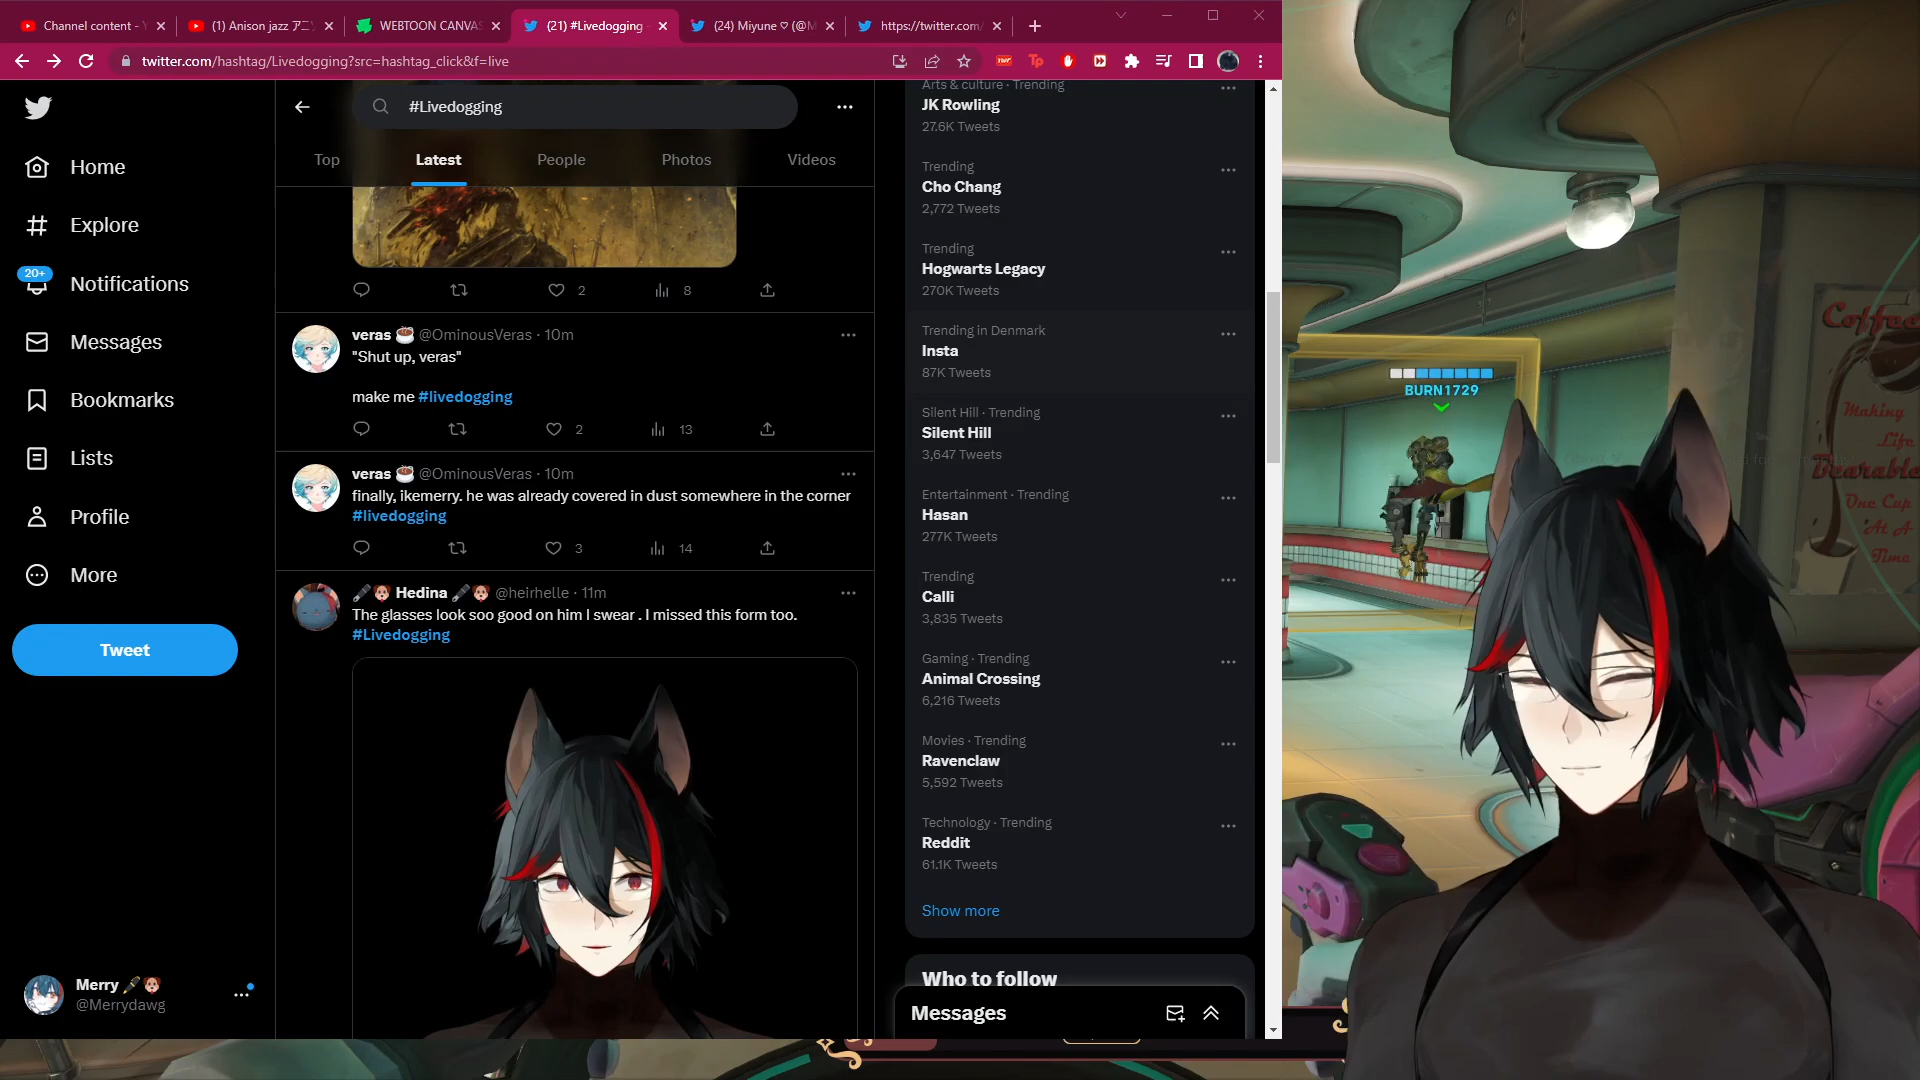 Channel content - Y
(1) Anison jazz アニソ
WEBTOON CANVAS
(21) #Livedogging
(24) Miyune ♡ (@M
https://twitter.com/
twitter.com/hashtag/Livedogging?src=hashtag_click&f=live
#Livedogging
Top
Latest
People
Photos
Videos
Home
Explore
20+
Notifications
Messages
Bookmarks
Lists
Profile
More
Tweet
Merry
@Merrydawg
2
8
veras ☕ @OminousVeras · 10m
"Shut up, veras"
make me #livedogging
2
13
veras ☕ @OminousVeras · 10m
finally, ikemerry. he was already covered in dust somewhere in the corner
#livedogging
3
14
Hedina @heirhelle · 11m
The glasses look soo good on him I swear . I missed this form too.
#Livedogging
Arts & culture · Trending
JK Rowling
27.6K Tweets
Trending
Cho Chang
2,772 Tweets
Trending
Hogwarts Legacy
270K Tweets
Trending in Denmark
Insta
87K Tweets
Silent Hill · Trending
Silent Hill
3,647 Tweets
Entertainment · Trending
Hasan
277K Tweets
Trending
Calli
3,835 Tweets
Gaming · Trending
Animal Crossing
6,216 Tweets
Movies · Trending
Ravenclaw
5,592 Tweets
Technology · Trending
Reddit
61.1K Tweets
Show more
Who to follow
Messages
BURN1729
Coffee
Making
Life
Bearable
One Cup
At A
Time